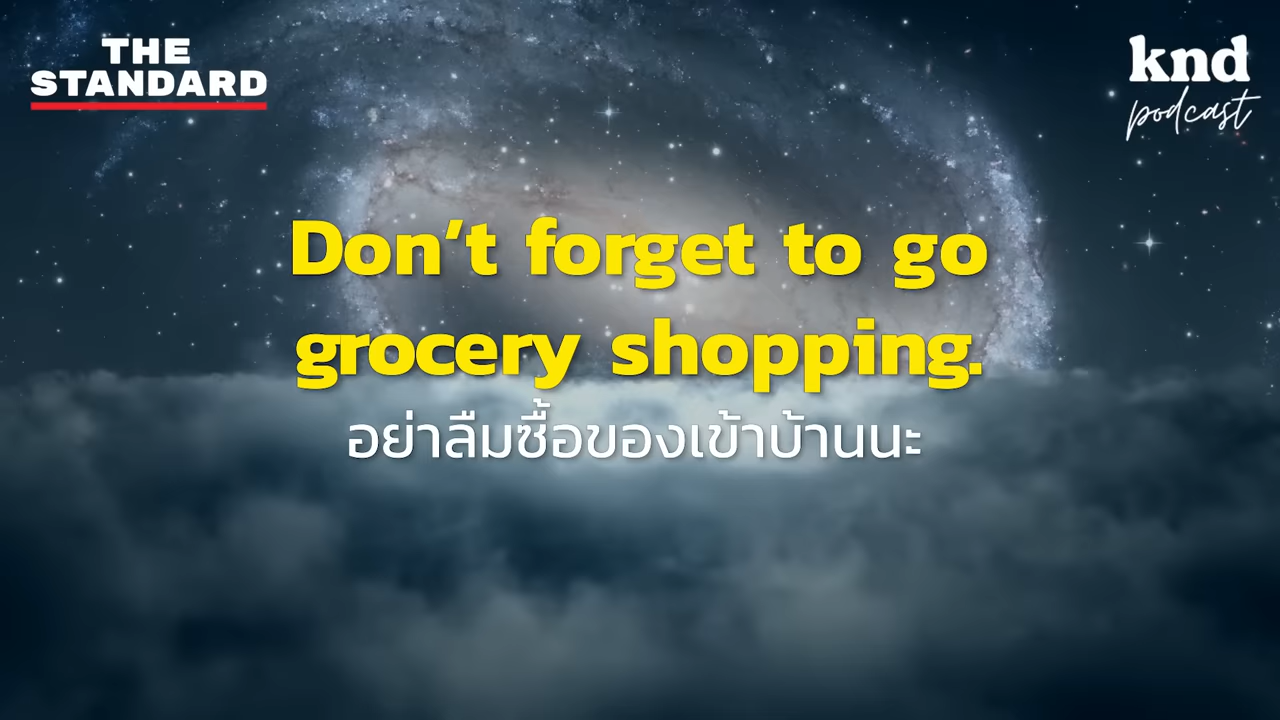 THE
STANDARD
knd
podcast
Don't forget to go
grocery shopping.
อย่าลืมซื้อของเข้าบ้านนะ